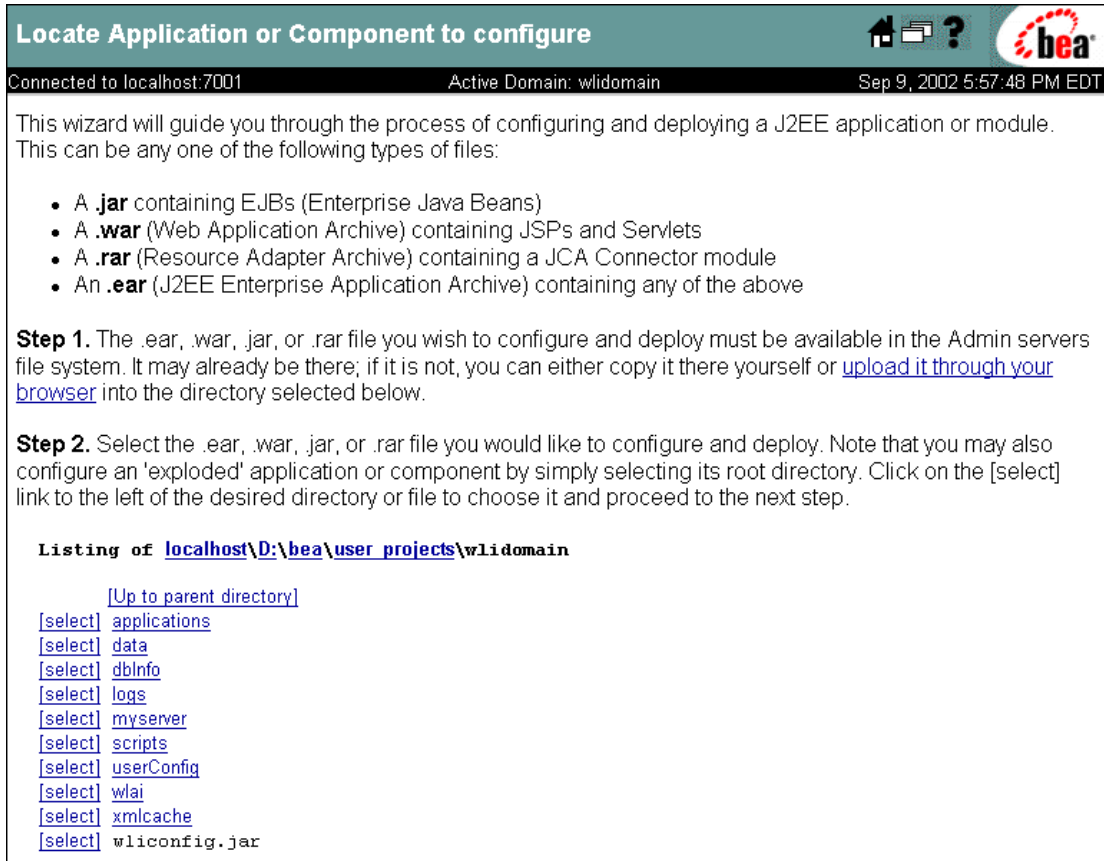 Locate Application or Component to configure
? bea
Connected to localhost:7001 Active Domain: wlidomain Sep 9, 2002 5:57:48 PM EDT
This wizard will guide you through the process of configuring and deploying a J2EE application or module.
This can be any one of the following types of files:
• A .jar containing EJBs (Enterprise Java Beans)
• A .war (Web Application Archive) containing JSPs and Servlets
• A .rar (Resource Adapter Archive) containing a JCA Connector module
• An .ear (J2EE Enterprise Application Archive) containing any of the above
Step 1. The .ear, .war, .jar, or .rar file you wish to configure and deploy must be available in the Admin servers
file system. It may already be there; if it is not, you can either copy it there yourself or upload it through your
browser into the directory selected below.
Step 2. Select the .ear, .war, .jar, or .rar file you would like to configure and deploy. Note that you may also
configure an 'exploded' application or component by simply selecting its root directory. Click on the [select]
link to the left of the desired directory or file to choose it and proceed to the next step.
Listing of localhost\D:\bea\user_projects\wlidomain
[Up to parent directory]
[select] applications
[select] data
[select] dbInfo
[select] logs
[select] myserver
[select] scripts
[select] userConfig
[select] wlai
[select] xmlcache
[select] wliconfig.jar